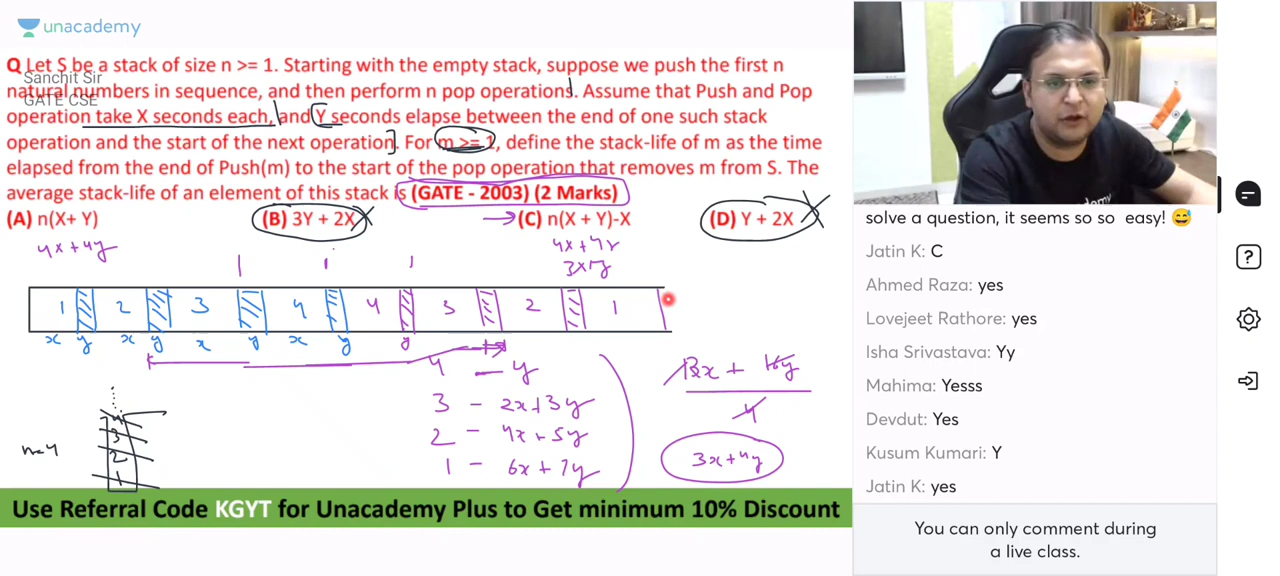 unacademy
Q Let S be a stack of size n >= 1. Starting with the empty stack, suppose we push the first n
Sanchit Sir
natural numbers in sequence, and then perform n pop operations. Assume that Push and Pop
GATE CSE
operation take X seconds each, and Y seconds elapse between the end of one such stack
operation and the start of the next operation. For m >= 1, define the stack-life of m as the time
elapsed from the end of Push(m) to the start of the pop operation that removes m from S. The
average stack-life of an element of this stack is (GATE - 2003) (2 Marks)
(A) n(X+ Y) (B) 3Y + 2X (C) n(X + Y)-X (D) Y + 2X
4x+4y 4x+4y
1 2 3 4 4 3 2 1
x y x y x y x y y
4 — y
3 - 2x+3y
2 - 4x+5y
1 - 6x+7y
n=4
4
3
2
1
12x + 16y
4
3x+4y
Use Referral Code KGYT for Unacademy Plus to Get minimum 10% Discount
solve a question, it seems so so easy! 😅
Jatin K: C
Ahmed Raza: yes
Lovejeet Rathore: yes
Isha Srivastava: Yy
Mahima: Yesss
Devdut: Yes
Kusum Kumari: Y
Jatin K: yes
You can only comment during
a live class.